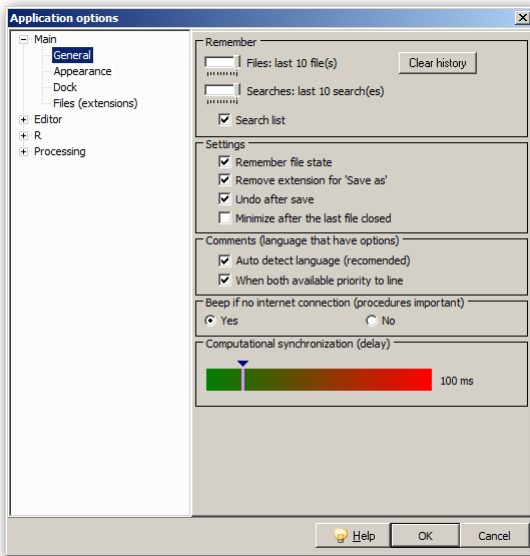 Application options
Main
General
Appearance
Dock
Files (extensions)
Editor
R
Processing
Remember
Files: last 10 file(s)
Clear history
Searches: last 10 search(es)
Search list
Settings
Remember file state
Remove extension for 'Save as'
Undo after save
Minimize after the last file closed
Comments (language that have options)
Auto detect language (recomended)
When both available priority to line
Beep if no internet connection (procedures important)
Yes No
Computational synchronization (delay)
100 ms
Help OK Cancel